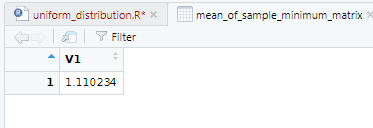 uniform_distribution.R* mean_of_sample_minimum_matrix
Filter
V1
1 1.110234